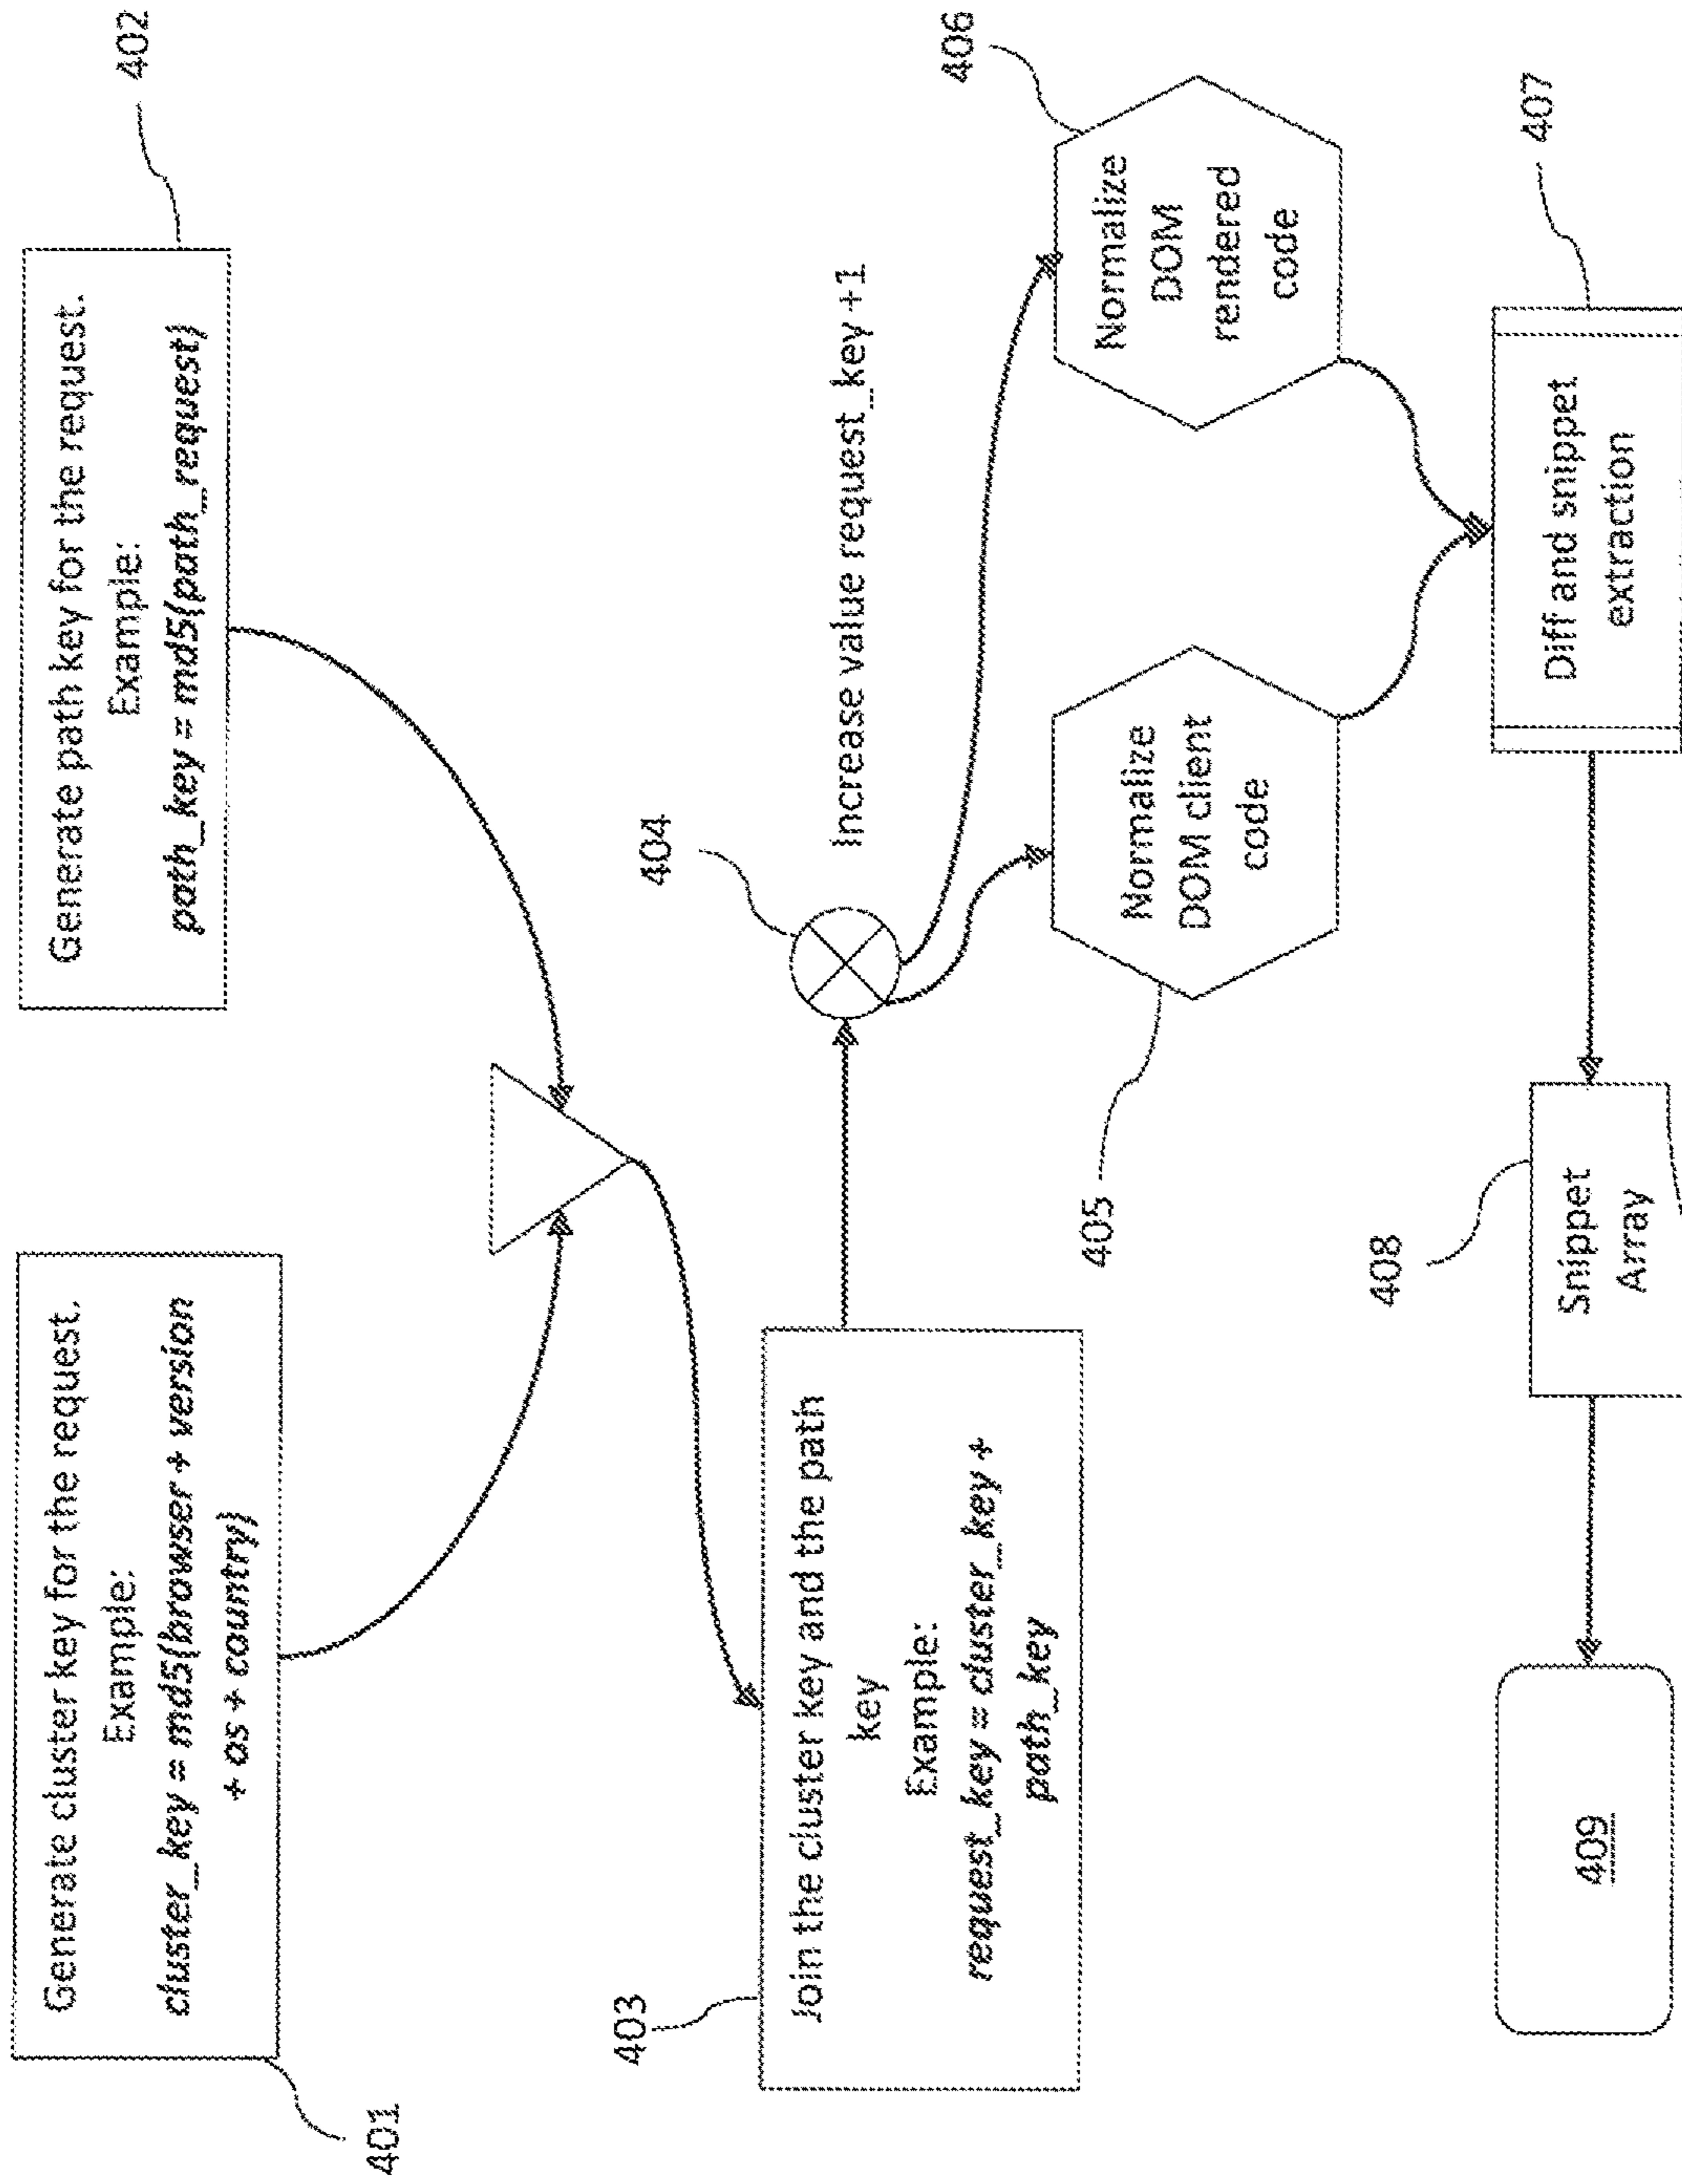 Generate cluster key for the request.
Example:
cluster_key = md5(browser + version
+ os + country)
401
Generate path key for the request.
Example:
path_key = md5(path_request)
402
Join the cluster key and the path
key
Example:
request_key = cluster_key +
path_key
403
404
Increase value request_key +1
Normalize
DOM client
code
405
Normalize
DOM
rendered
code
406
Diff and snippet
extraction
407
Snippet
Array
408
409